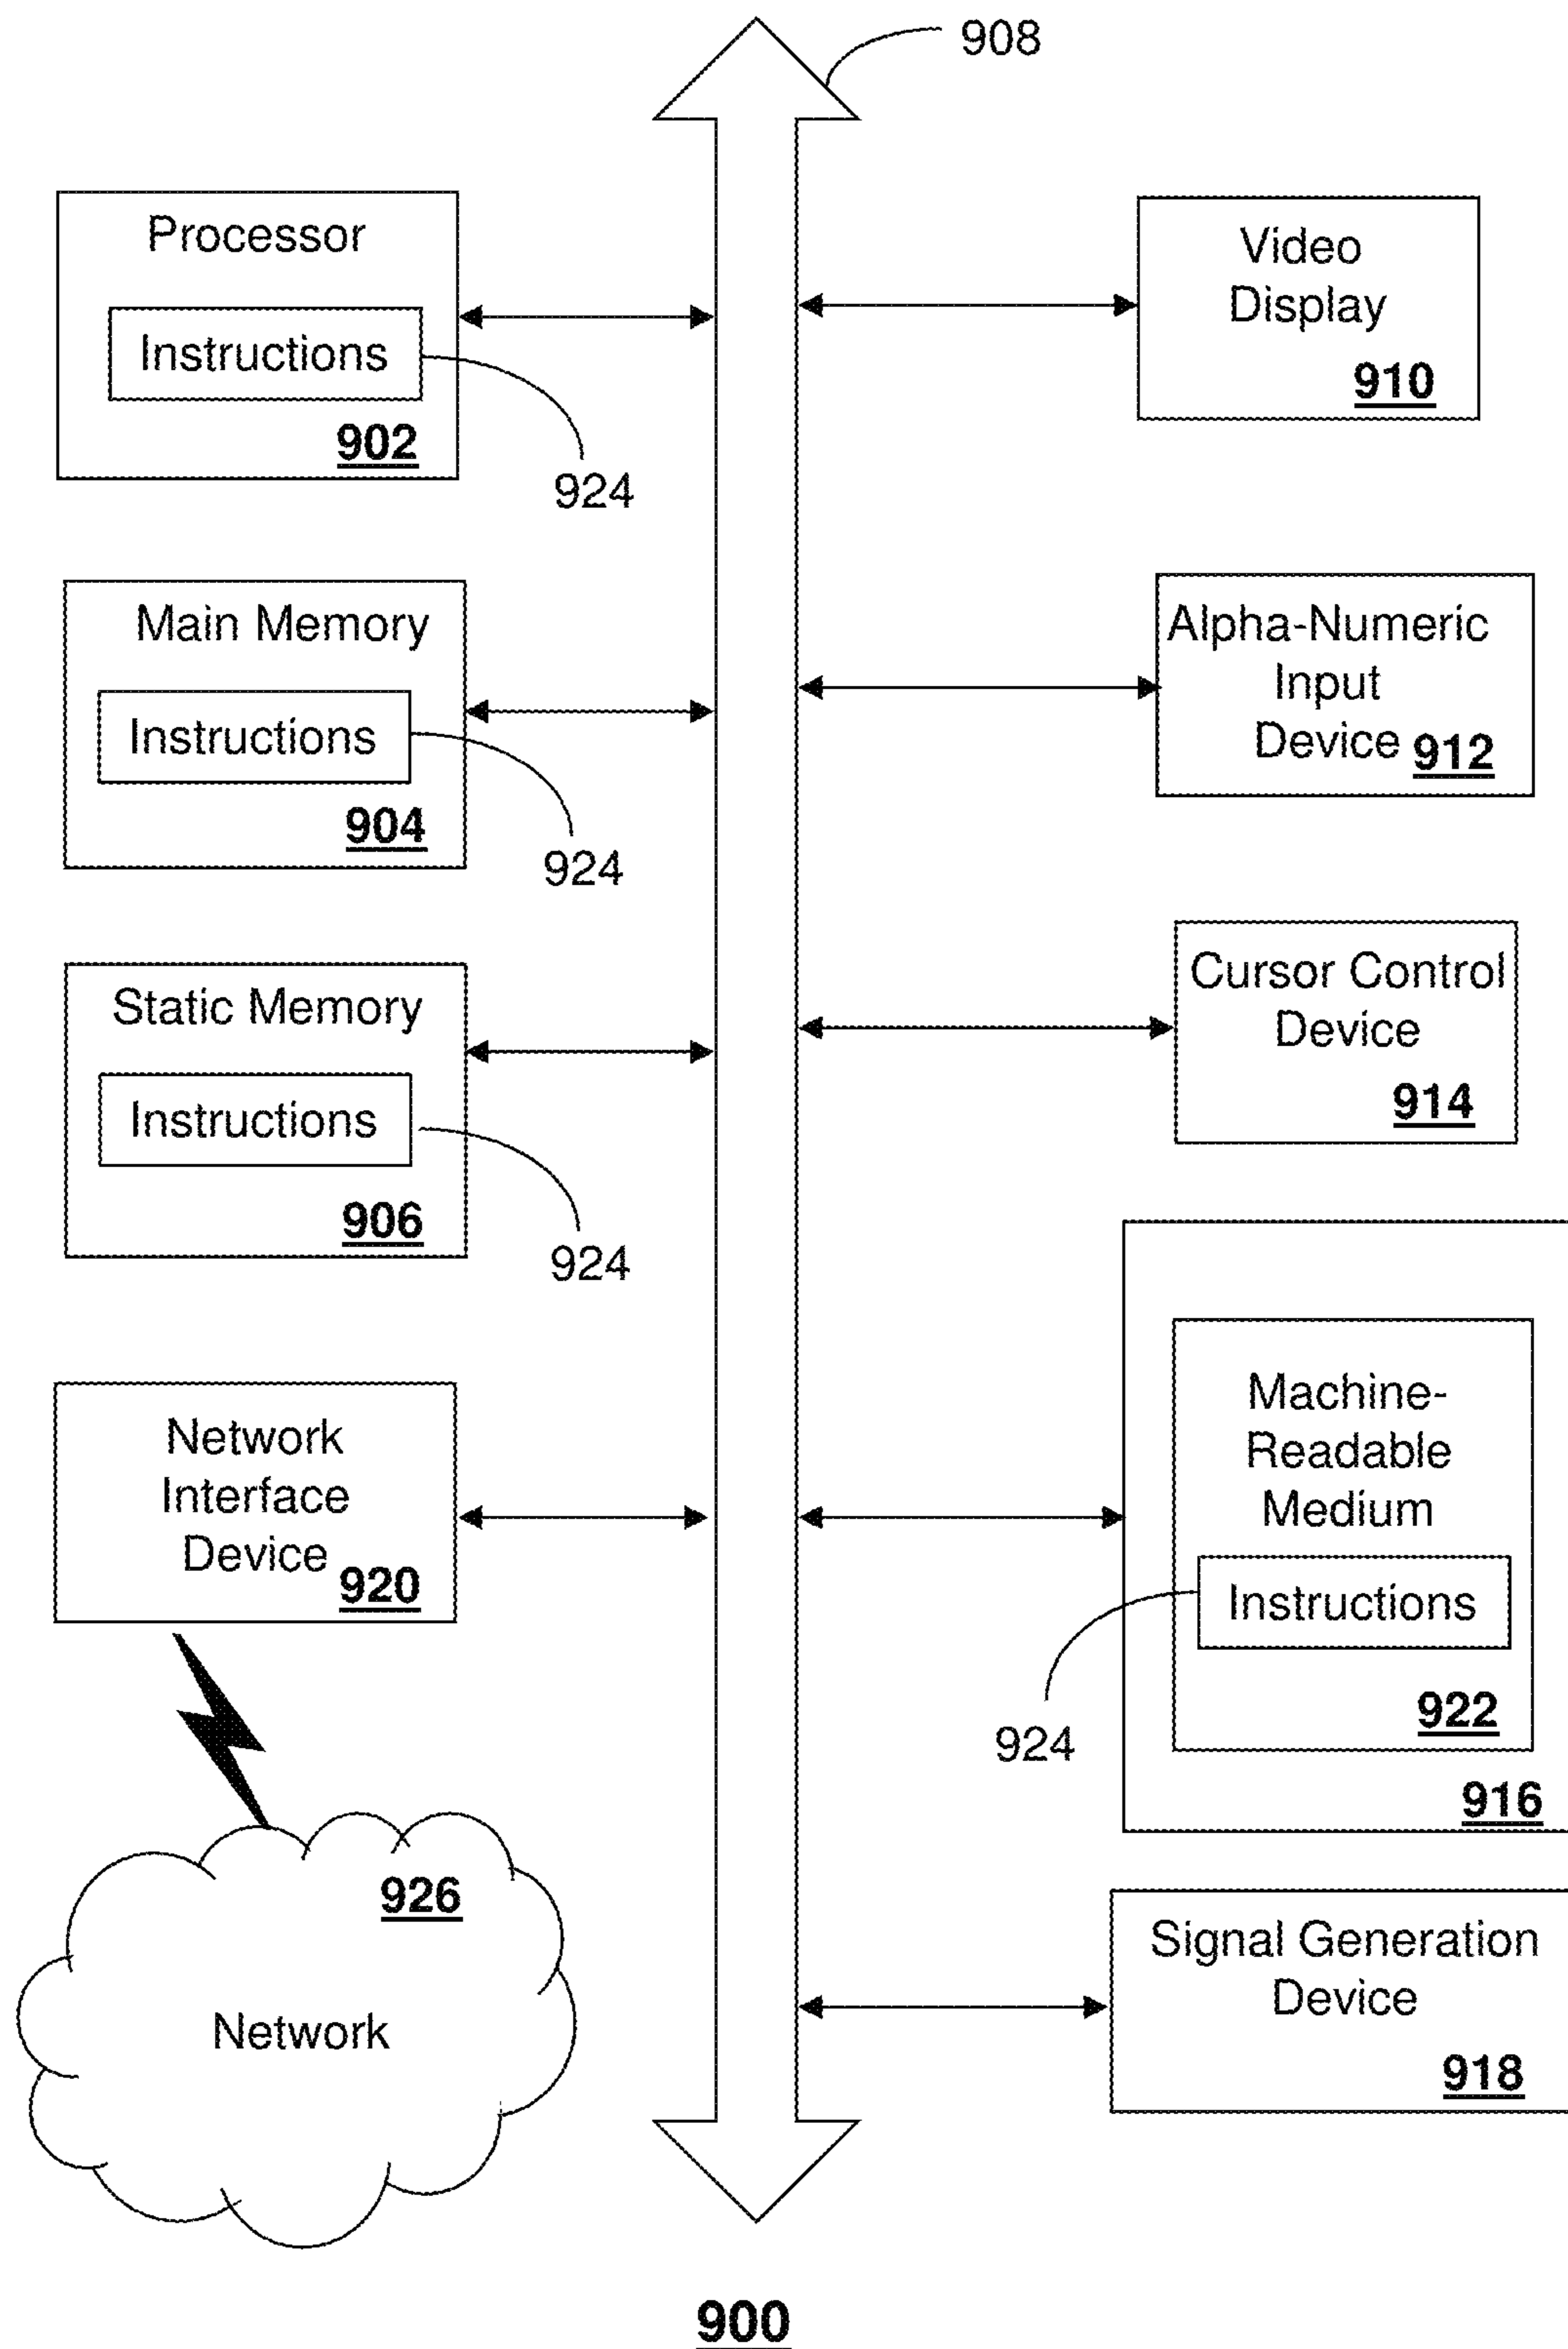 908
Processor
Instructions
902
924
Main Memory
Instructions
904
924
Static Memory
Instructions
906
924
Network
Interface
Device
920
926
Network
Video
Display
910
Alpha-Numeric
Input
Device
912
Cursor Control
Device
914
Machine-
Readable
Medium
Instructions
924
922
916
Signal Generation
Device
918
900